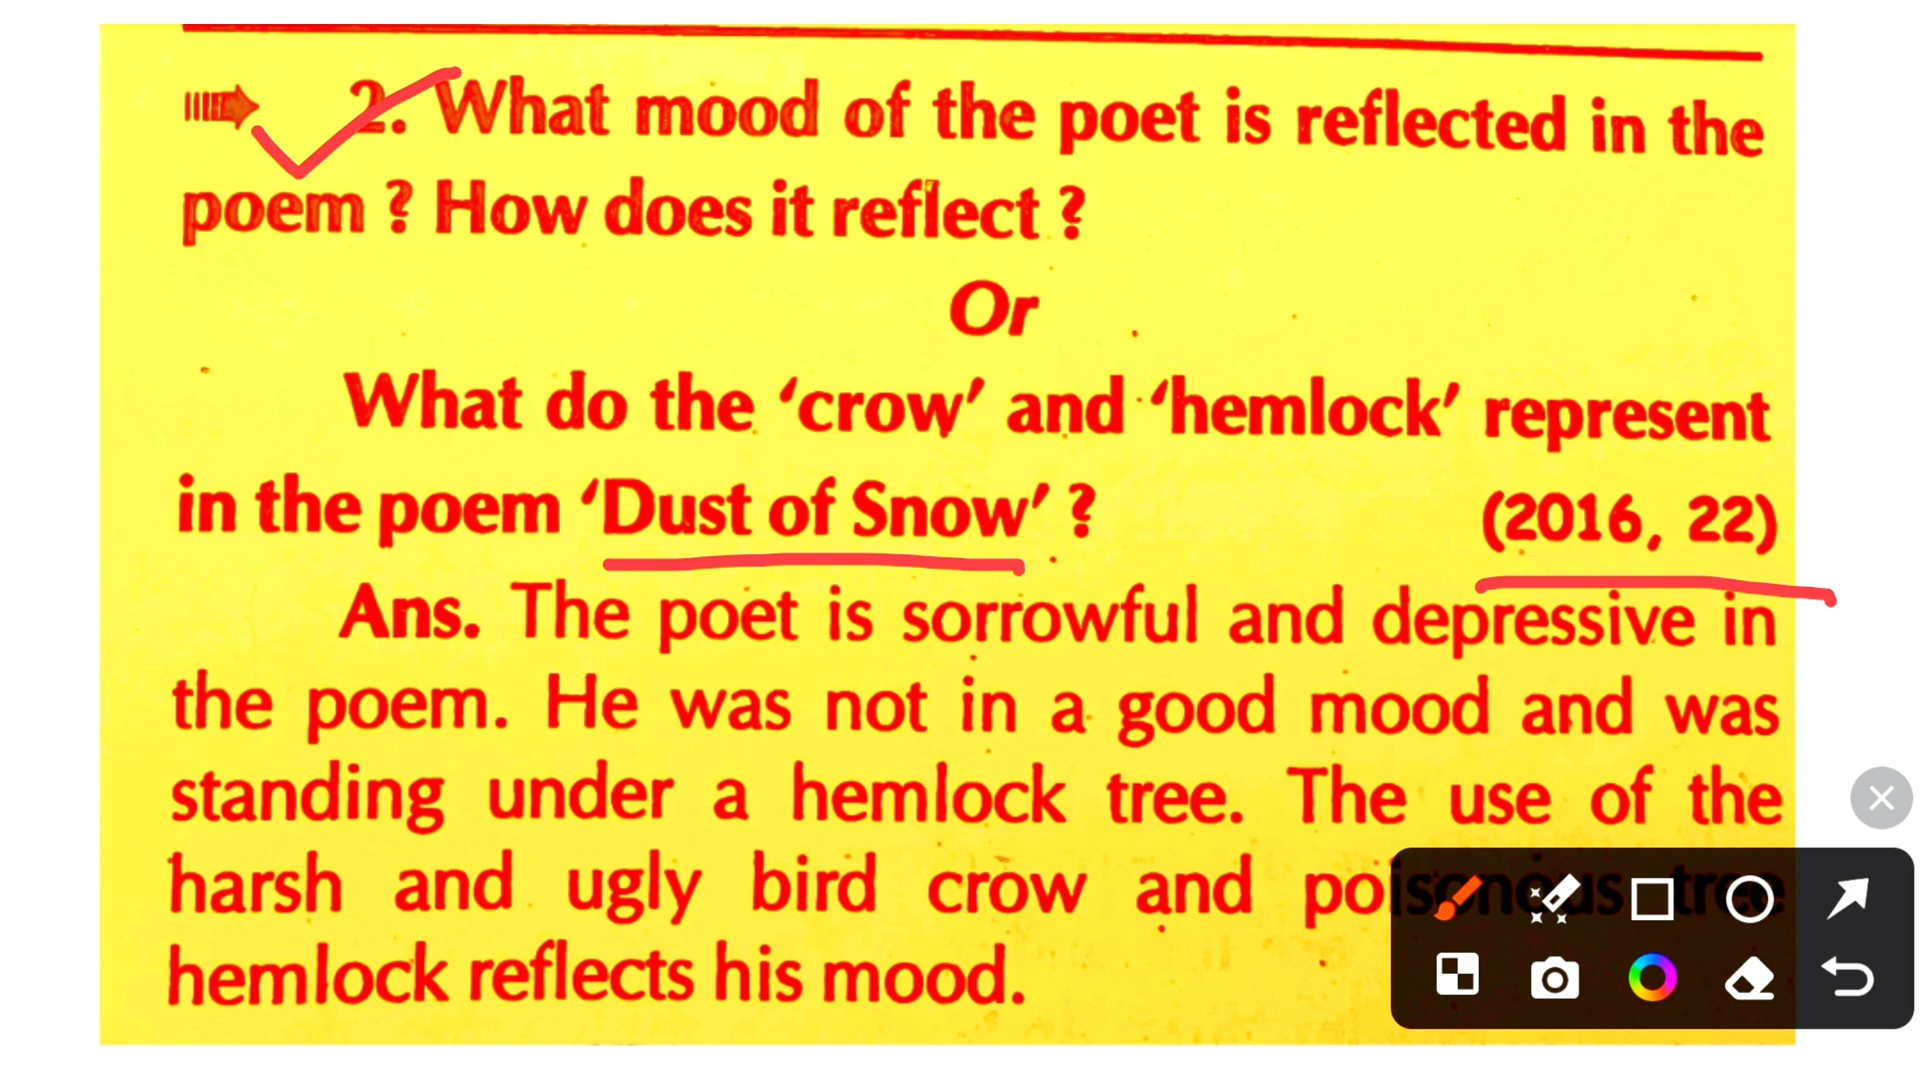 2. What mood of the poet is reflected in the
poem ? How does it reflect ?
Or
What do the ‘crow’ and ‘hemlock’ represent
in the poem ‘Dust of Snow’ ? (2016, 22)
Ans. The poet is sorrowful and depressive in
the poem. He was not in a good mood and was
standing under a hemlock tree. The use of the
harsh and ugly bird crow and poisonous tree
hemlock reflects his mood.